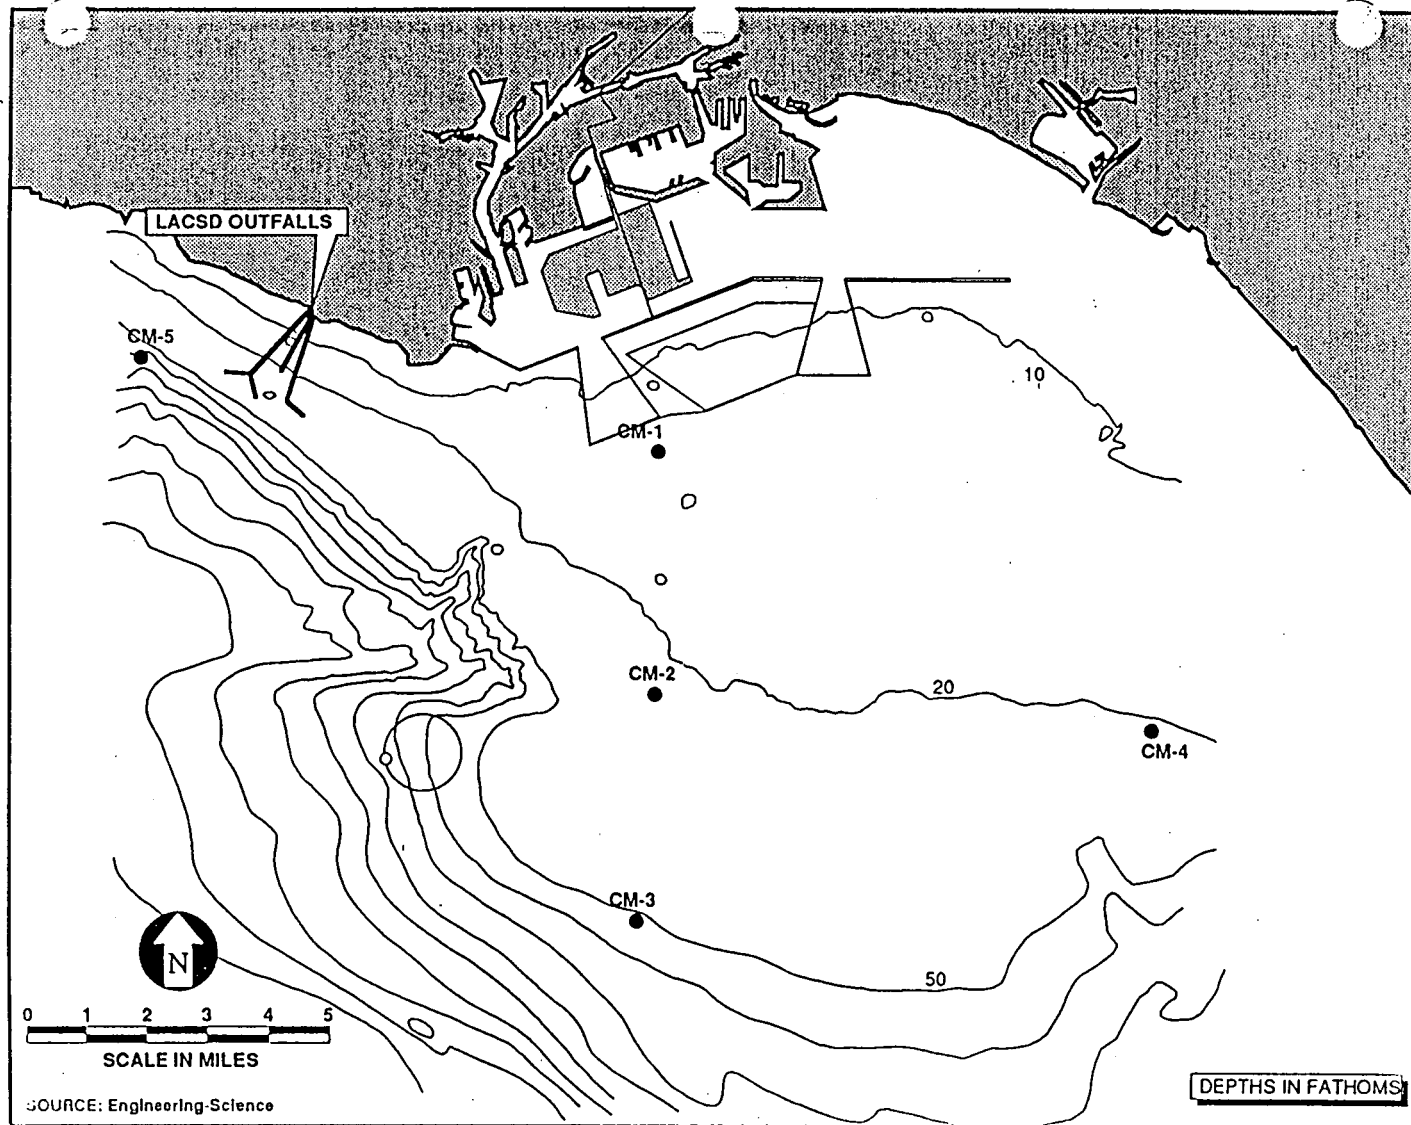 LACSD OUTFALLS
CM-5
10
CM-1
CM-2
20
CM-4
CM-3
50
N
0 1 2 3 4 5
SCALE IN MILES
SOURCE: Engineering-Science
DEPTHS IN FATHOMS